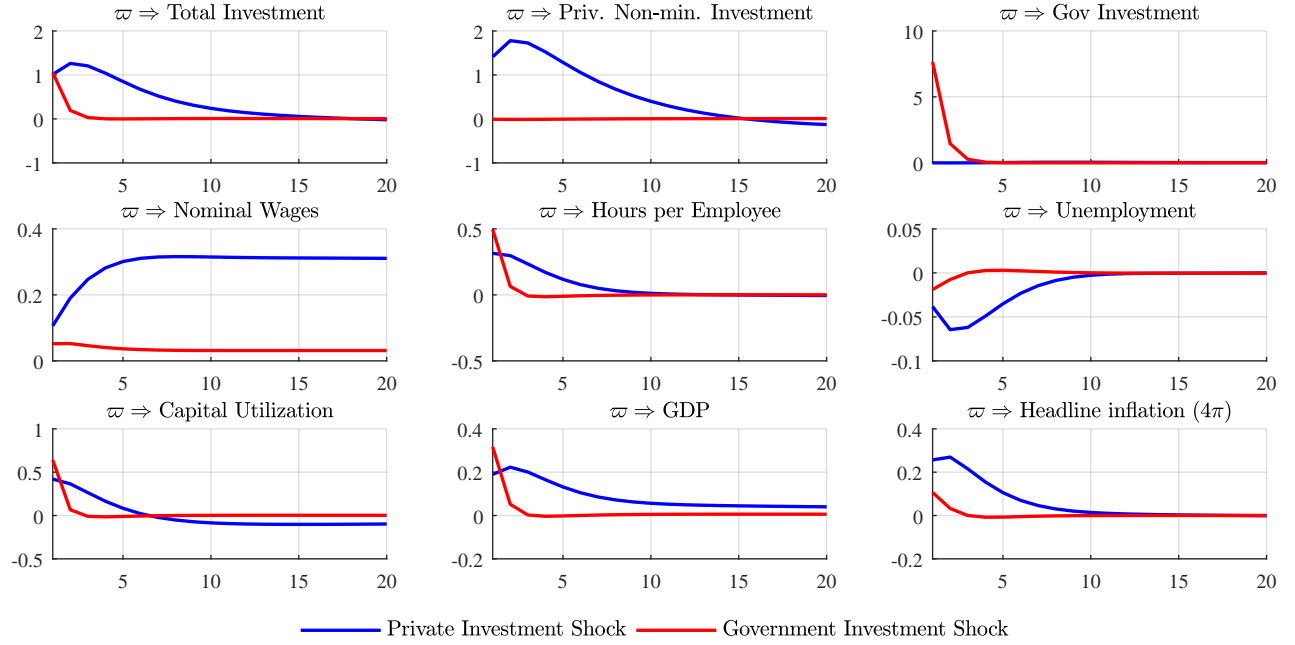 ϖ ⇒ Total Investment
2
1
0
-1
5 10 15 20
ϖ ⇒ Priv. Non-min. Investment
2
1
0
-1
5 10 15 20
ϖ ⇒ Gov Investment
10
5
0
5 10 15 20
ϖ ⇒ Nominal Wages
0.4
0.2
0
5 10 15 20
ϖ ⇒ Hours per Employee
0.5
0
-0.5
5 10 15 20
ϖ ⇒ Unemployment
0.05
0
-0.05
-0.1
5 10 15 20
ϖ ⇒ Capital Utilization
1
0.5
0
-0.5
5 10 15 20
ϖ ⇒ GDP
0.4
0.2
0
-0.2
5 10 15 20
ϖ ⇒ Headline inflation (4π)
0.4
0.2
0
-0.2
5 10 15 20
Private Investment Shock Government Investment Shock